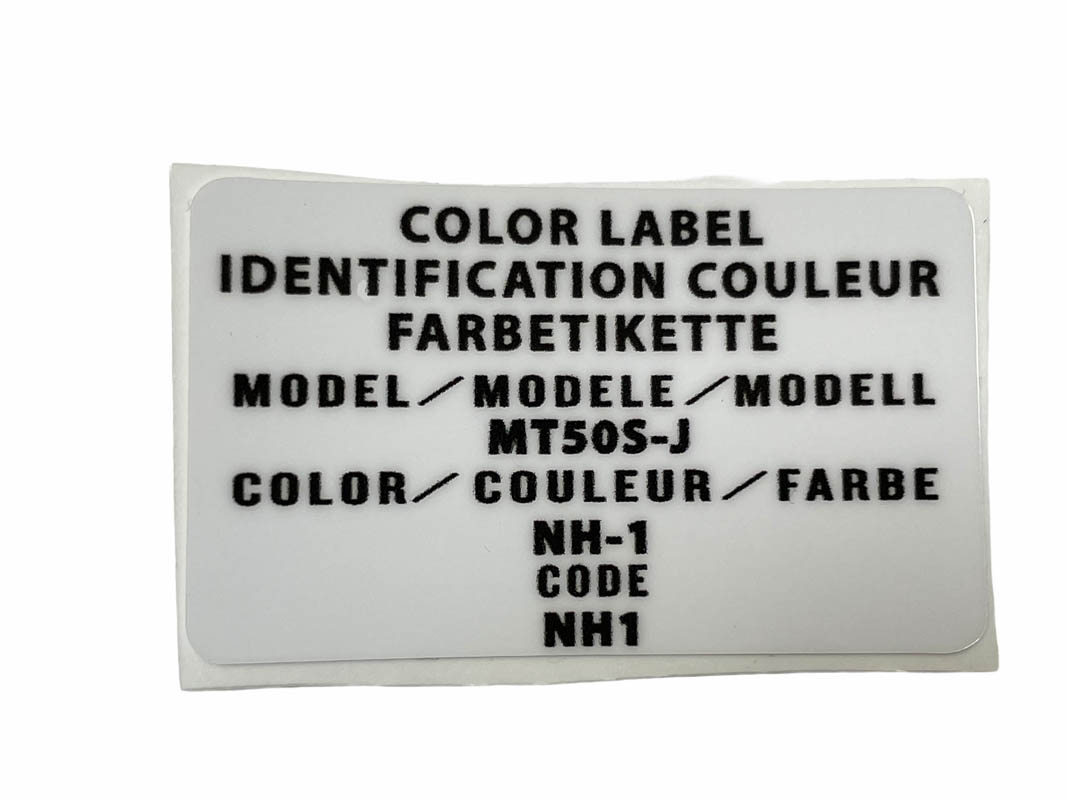 COLOR LABEL
IDENTIFICATION COULEUR
FARBETIKETTE
MODEL/MODELE/MODELL
MT50S-J
COLOR/COULEUR/FARBE
NH-1
CODE
NH1